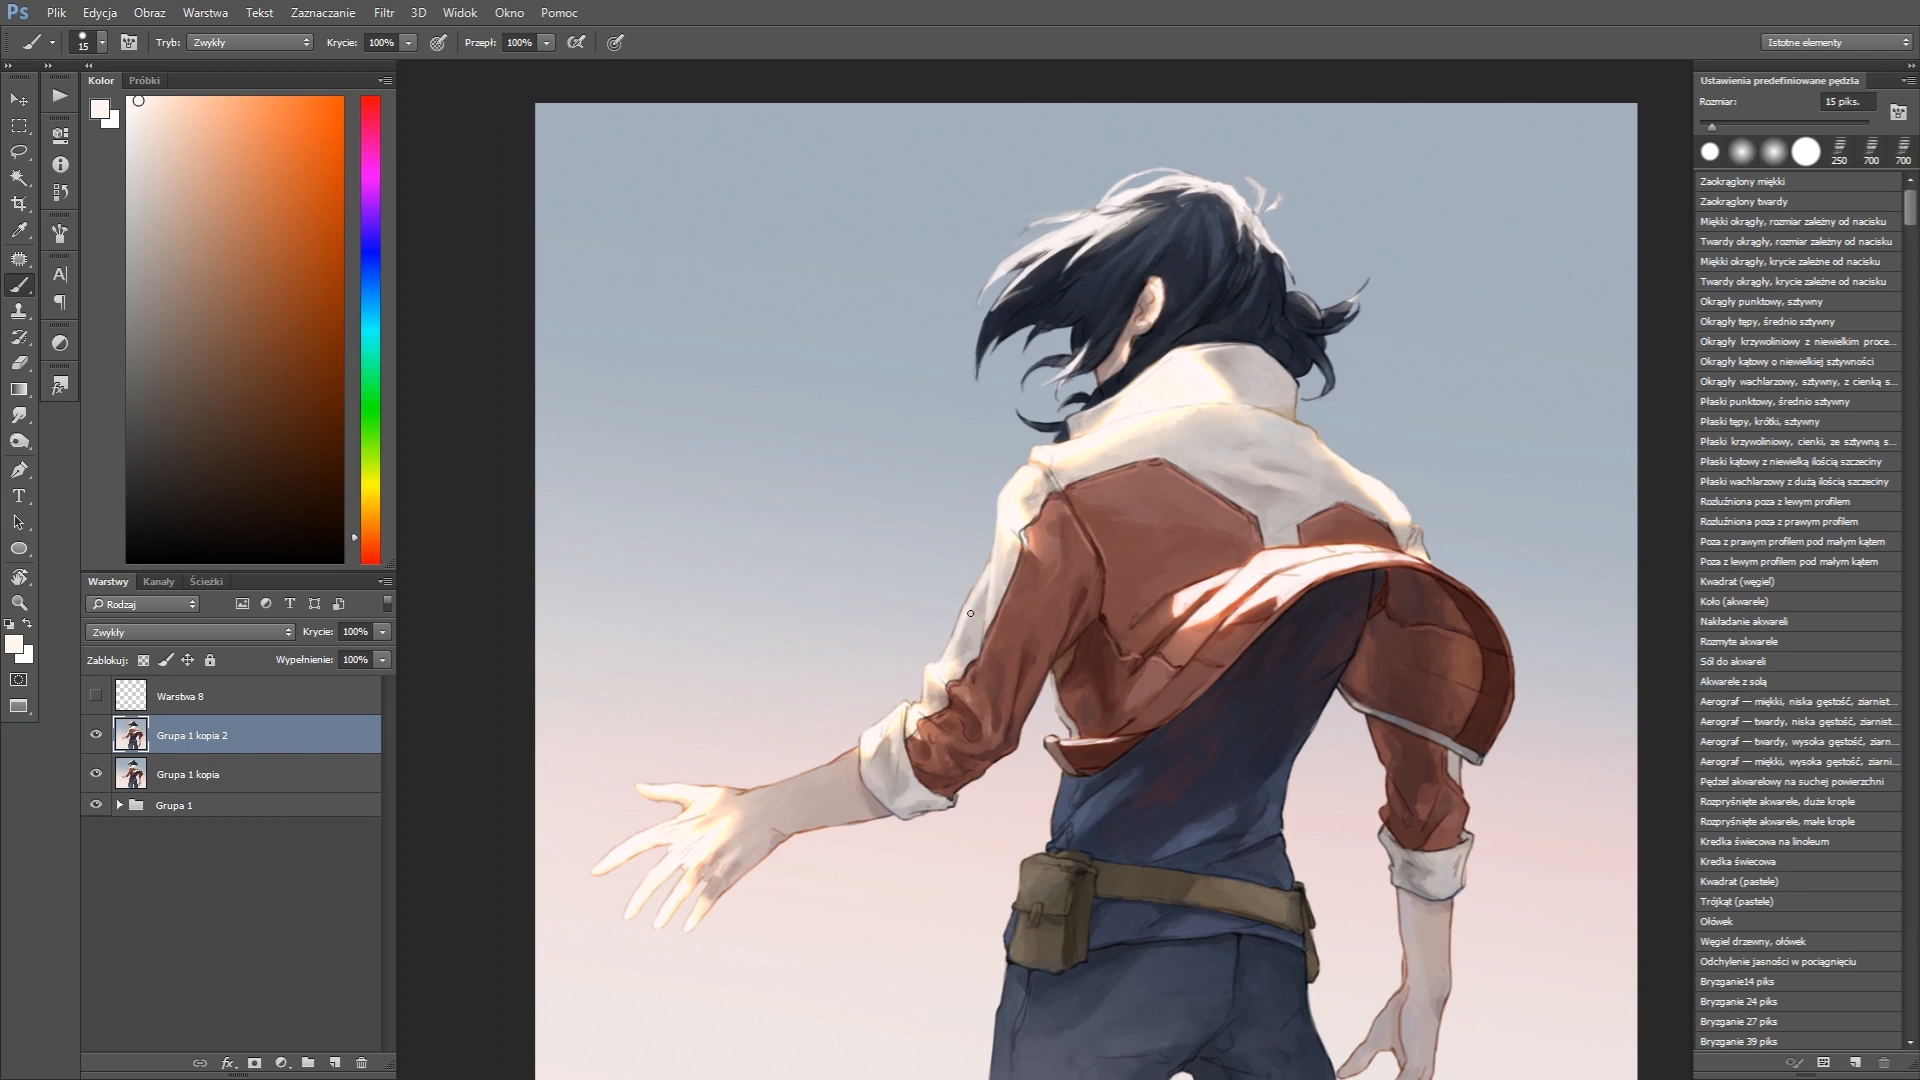 Ps Plik Edycja Obraz Warstwa Tekst Zaznaczanie Filtr 3D Widok Okno Pomoc
15 Tryb: Zwykły Krycie: 100% Przepł: 100% Istotne elementy
Kolor Próbki
Ustawienia predefiniowane pędzla
Rozmiar: 15 piks.
250 700 700
Zaokrąglony miękki
Zaokrąglony twardy
Miękki okrągły, rozmiar zależny od nacisku
Twardy okrągły, rozmiar zależny od nacisku
Miękki okrągły, krycie zależne od nacisku
Twardy okrągły, krycie zależne od nacisku
Okrągły punktowy, sztywny
Okrągły tępy, średnio sztywny
Okrągły krzywoliniowy z niewielkim proce...
Okrągły kątowy o niewielkiej sztywności
Okrągły wachlarzowy, sztywny, z cienką s...
Płaski punktowy, średnio sztywny
Płaski tępy, krótki, sztywny
Płaski krzywoliniowy, cienki, ze sztywną s...
Płaski kątowy z niewielką ilością szczeciny
Płaski wachlarzowy z dużą ilością szczeciny
Rozluźniona poza z lewym profilem
Rozluźniona poza z prawym profilem
Poza z prawym profilem pod małym kątem
Poza z lewym profilem pod małym kątem
Kwadrat (węgiel)
Koło (akwarele)
Nakładanie akwareli
Rozmyte akwarele
Sól do akwareli
Akwarele z solą
Aerograf — miękki, niska gęstość, ziarnist...
Aerograf — twardy, niska gęstość, ziarnist...
Aerograf — twardy, wysoka gęstość, ziarn...
Aerograf — miękki, wysoka gęstość, ziarni...
Pędzel akwarelowy na suchej powierzchni
Rozpryśnięte akwarele, duże krople
Rozpryśnięte akwarele, małe krople
Kredka świecowa na linoleum
Kredka świecowa
Kwadrat (pastele)
Trójkąt (pastele)
Ołówek
Węgiel drzewny, ołówek
Odchylenie jasności w pociągnięciu
Bryzganie14 piks
Bryzganie 24 piks
Bryzganie 27 piks
Bryzganie 39 piks
Warstwy Kanały Ścieżki
Rodzaj
Zwykły Krycie: 100%
Zablokuj: Wypełnienie: 100%
Warstwa 8
Grupa 1 kopia 2
Grupa 1 kopia
Grupa 1
fx